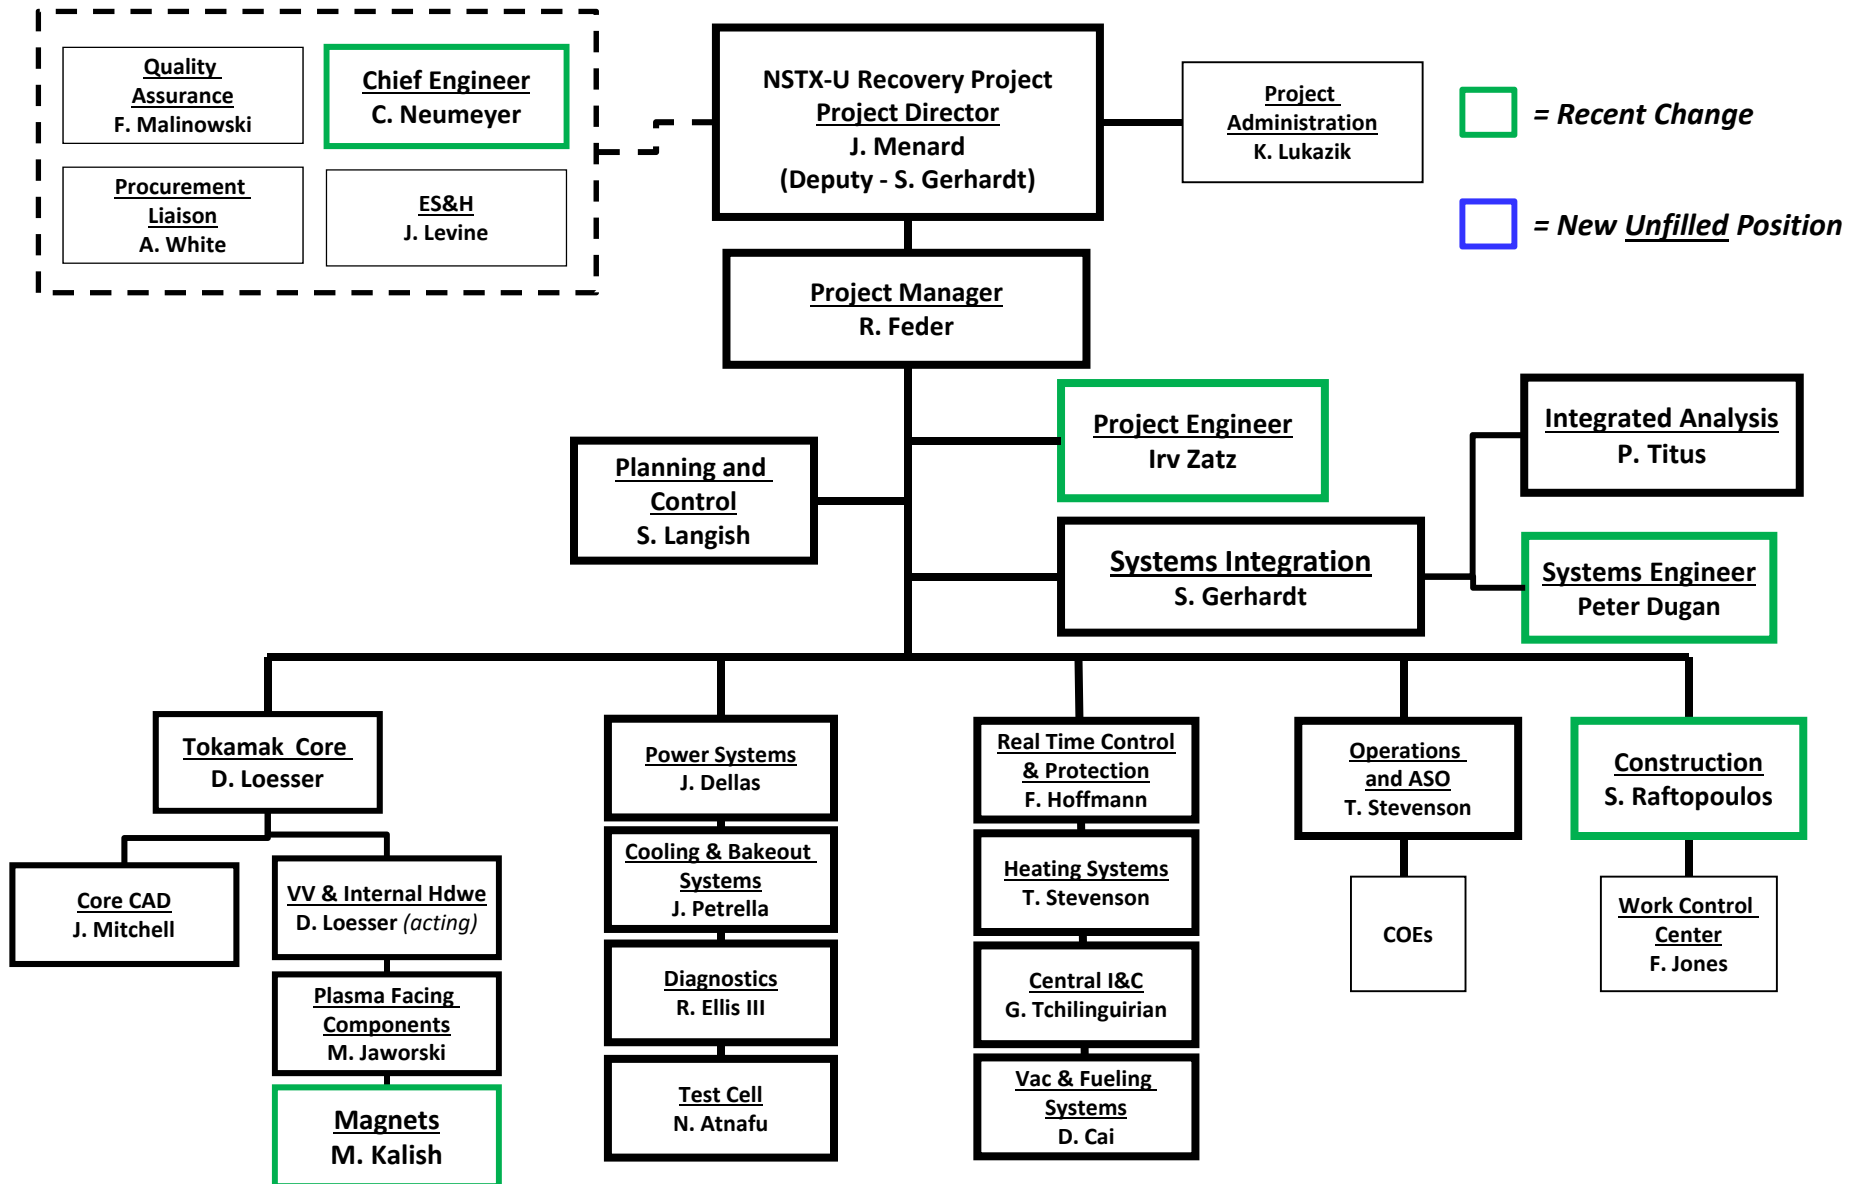 Quality
Assurance
F. Malinowski
Chief Engineer
C. Neumeyer
Procurement
Liaison
A. White
ES&H
J. Levine
NSTX-U Recovery Project
Project Director
J. Menard
(Deputy - S. Gerhardt)
Project
Administration
K. Lukazik
= Recent Change
= New Unfilled Position
Project Manager
R. Feder
Project Engineer
Irv Zatz
Planning and
Control
S. Langish
Systems Integration
S. Gerhardt
Integrated Analysis
P. Titus
Systems Engineer
Peter Dugan
Tokamak Core
D. Loesser
Core CAD
J. Mitchell
VV & Internal Hdwe
D. Loesser (acting)
Plasma Facing
Components
M. Jaworski
Magnets
M. Kalish
Power Systems
J. Dellas
Cooling & Bakeout
Systems
J. Petrella
Diagnostics
R. Ellis III
Test Cell
N. Atnafu
Real Time Control
& Protection
F. Hoffmann
Heating Systems
T. Stevenson
Central I&C
G. Tchilinguirian
Vac & Fueling
Systems
D. Cai
Operations
and ASO
T. Stevenson
COEs
Construction
S. Raftopoulos
Work Control
Center
F. Jones